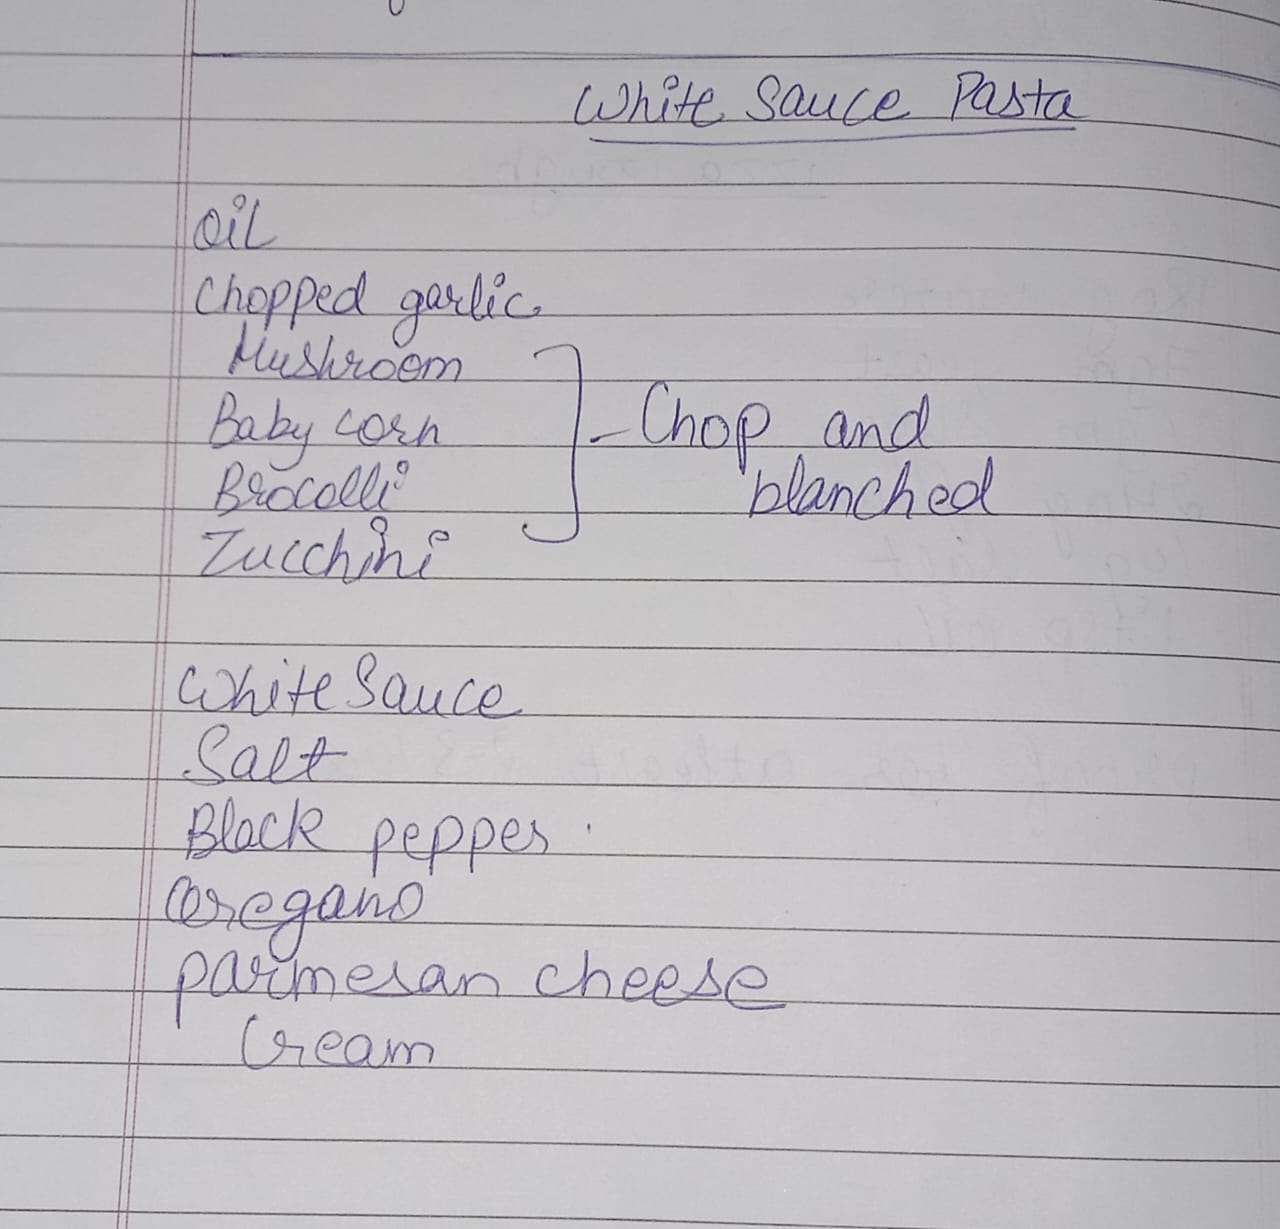 White Sauce Pasta
Oil
Chopped garlic
Mushroom
Baby corn
Brocolli
Zucchini
- Chop and
blanched
White Sauce
Salt
Black pepper
Oregano
parmesan cheese
Cream